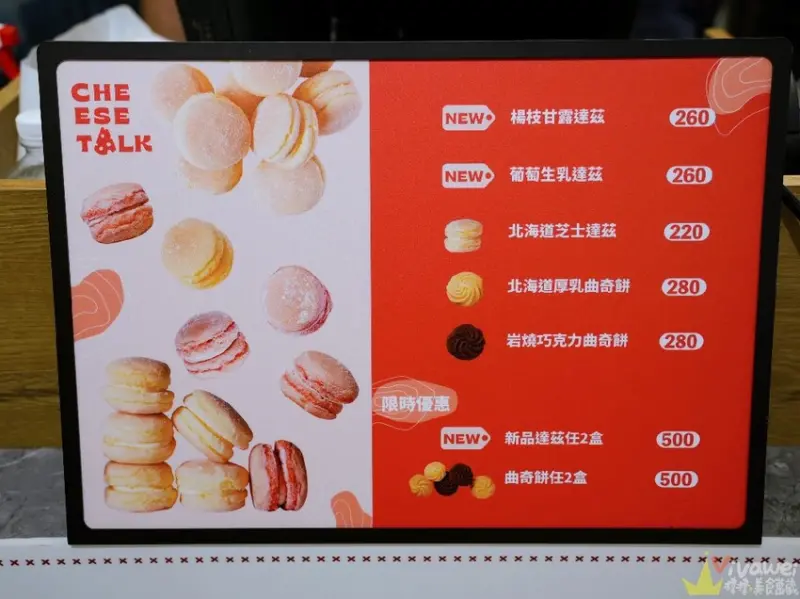 CHE
ESE
TALK
NEW 楊枝甘露達茲 260
NEW 葡萄生乳達茲 260
北海道芝士達茲 220
北海道厚乳曲奇餅 280
岩燒巧克力曲奇餅 280
限時優惠
NEW 新品達茲任2盒 500
曲奇餅任2盒 500
Vivawei